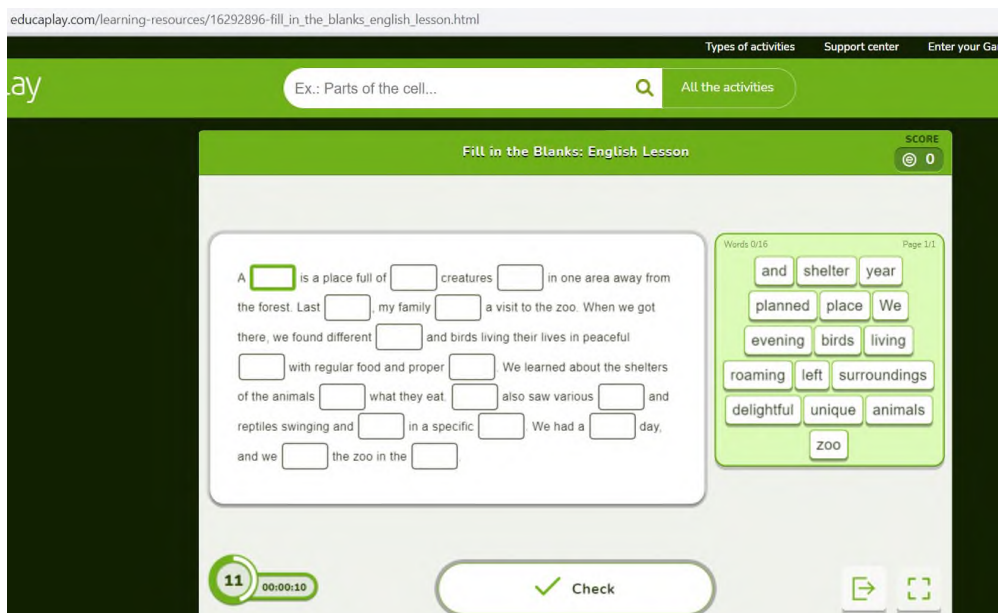 educaplay.com/learning-resources/16292896-fill_in_the_blanks_english_lesson.html
Types of activities Support center Enter your Ga
lay Ex.: Parts of the cell... All the activities
Fill in the Blanks: English Lesson
SCORE
0
A is a place full of creatures in one area away from
the forest. Last , my family a visit to the zoo. When we got
there, we found different and birds living their lives in peaceful
with regular food and proper . We learned about the shelters
of the animals what they eat. also saw various and
reptiles swinging and in a specific . We had a day,
and we the zoo in the .
Words 0/16 Page 1/1
and shelter year
planned place We
evening birds living
roaming left surroundings
delightful unique animals
zoo
11 00:00:10
Check